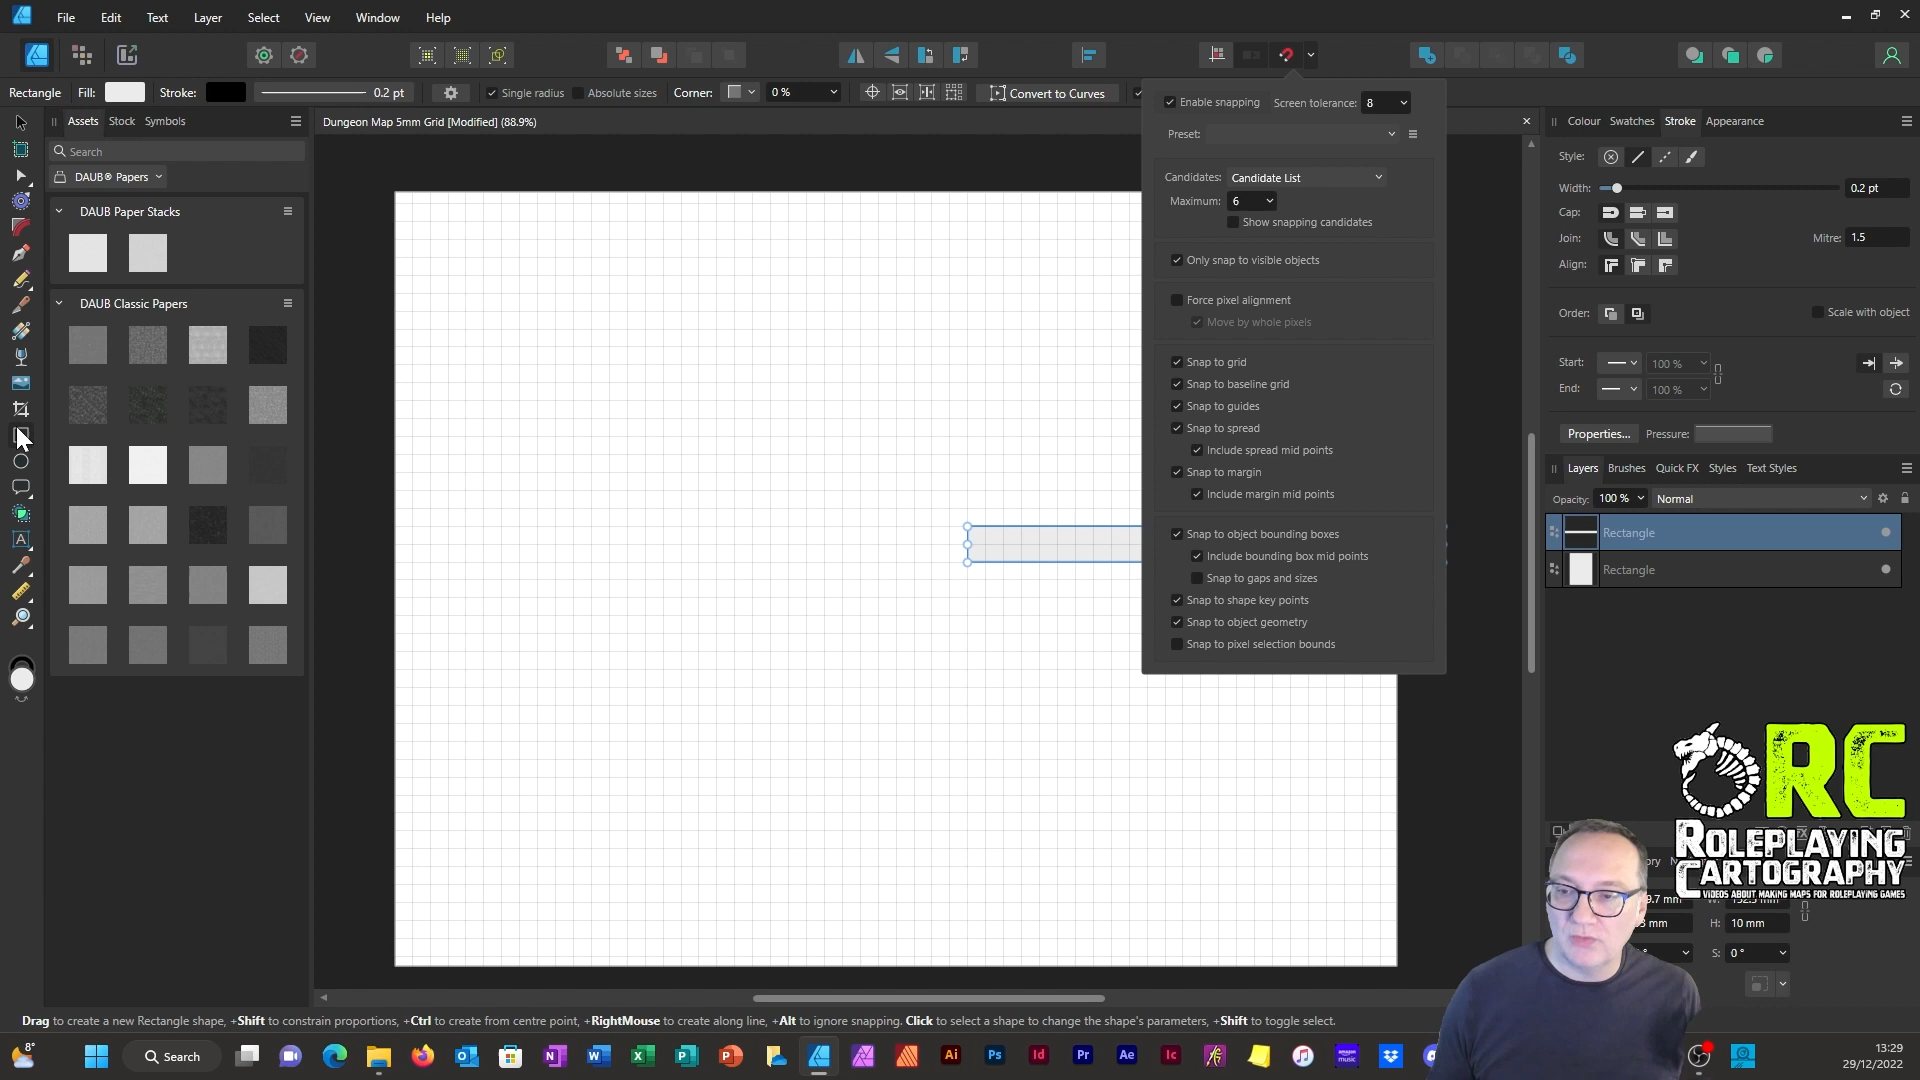 File Edit Text Layer Select View Window Help
Rectangle Fill: Stroke: 0.2 pt Single radius Absolute sizes Corner: 0 % Convert to Curves
Assets Stock Symbols
Search
DAUB® Papers
DAUB Paper Stacks
DAUB Classic Papers
Dungeon Map 5mm Grid [Modified] (88.9%)
Enable snapping Screen tolerance: 8
Preset:
Candidates: Candidate List
Maximum: 6
Show snapping candidates
Only snap to visible objects
Force pixel alignment
Move by whole pixels
Snap to grid
Snap to baseline grid
Snap to guides
Snap to spread
Include spread mid points
Snap to margin
Include margin mid points
Snap to object bounding boxes
Include bounding box mid points
Snap to gaps and sizes
Snap to shape key points
Snap to object geometry
Snap to pixel selection bounds
Colour Swatches Stroke Appearance
Style:
Width: 0.2 pt
Cap:
Join: Mitre: 1.5
Align:
Order: Scale with object
Start: 100 %
End: 100 %
Properties... Pressure:
Layers Brushes Quick FX Styles Text Styles
Opacity: 100 % Normal
Rectangle
Rectangle
RC
ROLEPLAYING
CARTOGRAPHY
VIDEOS ABOUT MAKING MAPS FOR ROLEPLAYING GAMES
H: 10 mm
S: 0 °
Drag to create a new Rectangle shape, +Shift to constrain proportions, +Ctrl to create from centre point, +RightMouse to create along line, +Alt to ignore snapping. Click to select a shape to change the shape's parameters, +Shift to toggle select.
8°
Search
Ai Ps Id Pr Ae Ic
13:29
29/12/2022